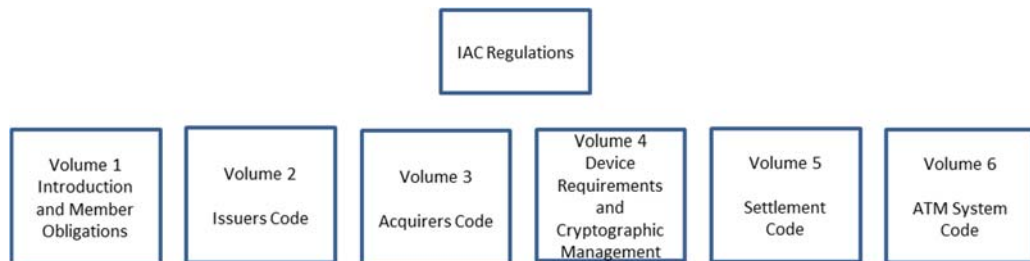 IAC Regulations
Volume 1
Introduction
and Member
Obligations
Volume 2
Issuers Code
Volume 3
Acquirers Code
Volume 4
Device
Requirements
and
Cryptographic
Management
Volume 5
Settlement
Code
Volume 6
ATM System
Code